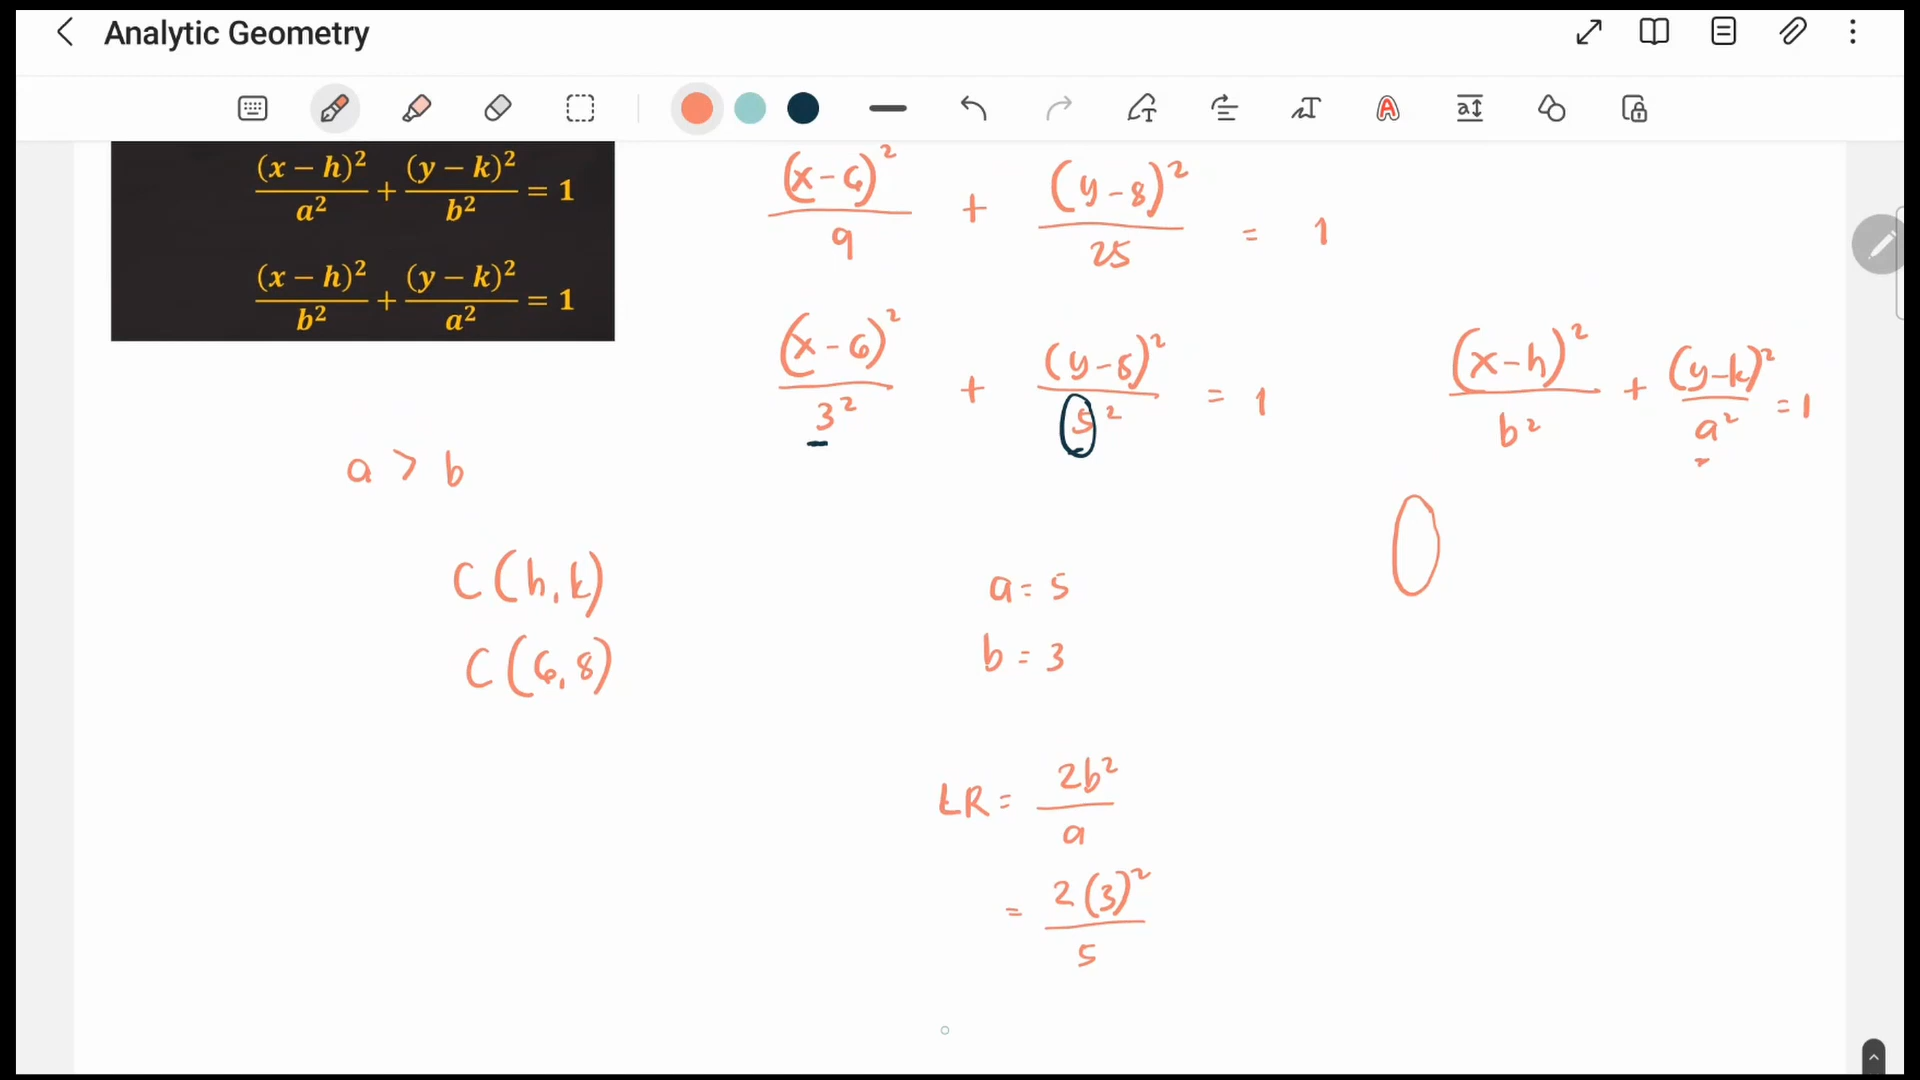 Analytic Geometry
(x − h)²/a² + (y − k)²/b² = 1
(x − h)²/b² + (y − k)²/a² = 1
(x-6)²/9 + (y-8)²/25 = 1
(x-6)²/3² + (y-8)²/5² = 1
(x-h)²/b² + (y-k)²/a² = 1
a > b
C(h,k)
C(6,8)
a = 5
b = 3
LR = 2b²/a
= 2(3)²/5